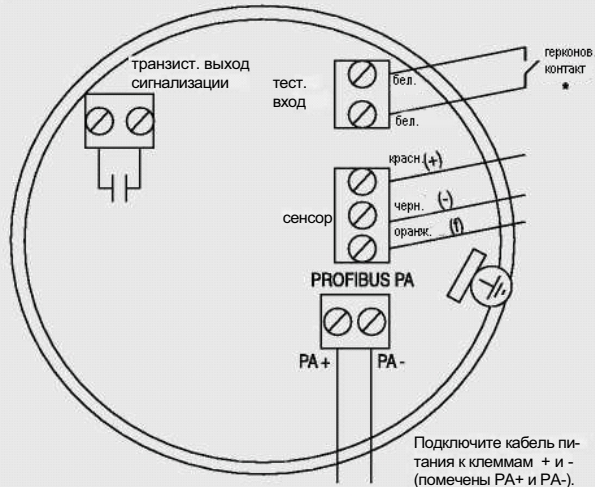 транзист. выход
сигнализации
тест.
вход
бел.
бел.
герконов.
контакт
*
красн. (+)
черн. (-)
оранж. (f)
сенсор
PROFIBUS PA
PA+
PA-
Подключите кабель пи-
тания к клеммам + и -
(помечены PA+ и PA-).